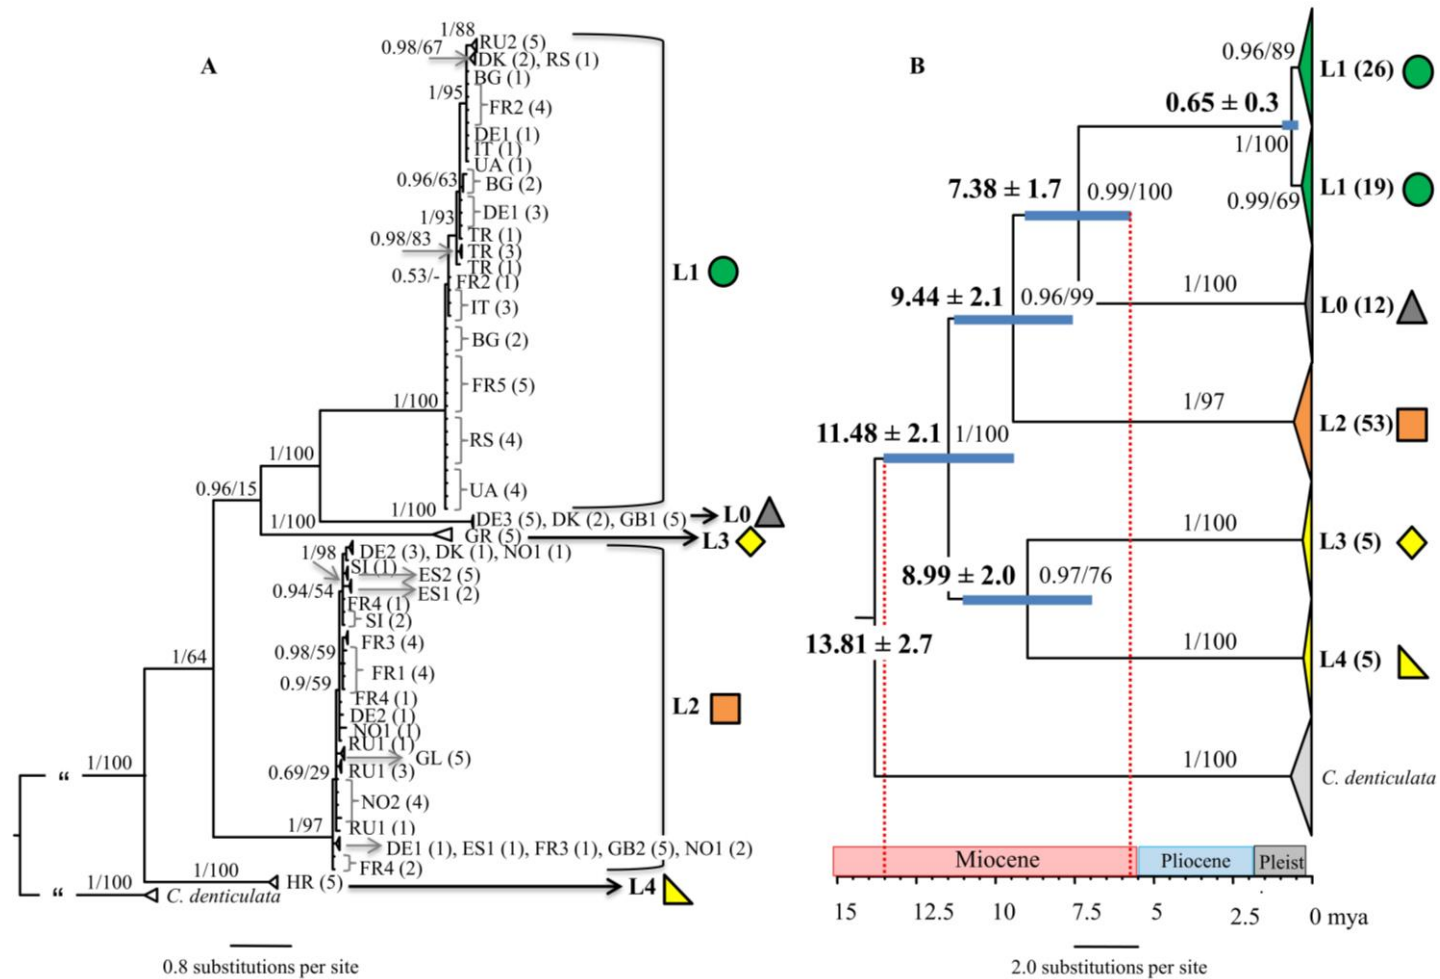 A
1/88
RU2 (5)
0.98/67
DK (2), RS (1)
BG (1)
1/95
FR2 (4)
DE1 (1)
IT (1)
UA (1)
0.96/63
BG (2)
DE1 (3)
1/93
TR (1)
0.98/83
TR (3)
TR (1)
0.53/-
FR2 (1)
IT (3)
BG (2)
FR5 (5)
1/100
RS (4)
1/100
UA (4)
0.96/15
1/100
DE3 (5), DK (2), GB1 (5)
L0
1/100
GR (5)
L3
L1
1/98
DE2 (3), DK (1), NO1 (1)
SI (1)
ES2 (5)
0.94/54
ES1 (2)
FR4 (1)
SI (2)
FR3 (4)
0.98/59
1/64
FR1 (4)
0.9/59
FR4 (1)
DE2 (1)
L2
NO1 (1)
RU1 (1)
GL (5)
0.69/29
RU1 (3)
1/100
“
NO2 (4)
1/97
RU1 (1)
DE1 (1), ES1 (1), FR3 (1), GB2 (5), NO1 (2)
FR4 (2)
1/100
HR (5)
L4
1/100
“
C. denticulata
0.8 substitutions per site
B
0.96/89
L1 (26)
0.65 ± 0.3
1/100
0.99/69
L1 (19)
7.38 ± 1.7
0.99/100
9.44 ± 2.1
0.96/99
1/100
L0 (12)
1/97
L2 (53)
11.48 ± 2.1
1/100
1/100
L3 (5)
8.99 ± 2.0
0.97/76
1/100
L4 (5)
13.81 ± 2.7
1/100
C. denticulata
Miocene
Pliocene
Pleist
15 12.5 10 7.5 5 2.5 0 mya
2.0 substitutions per site